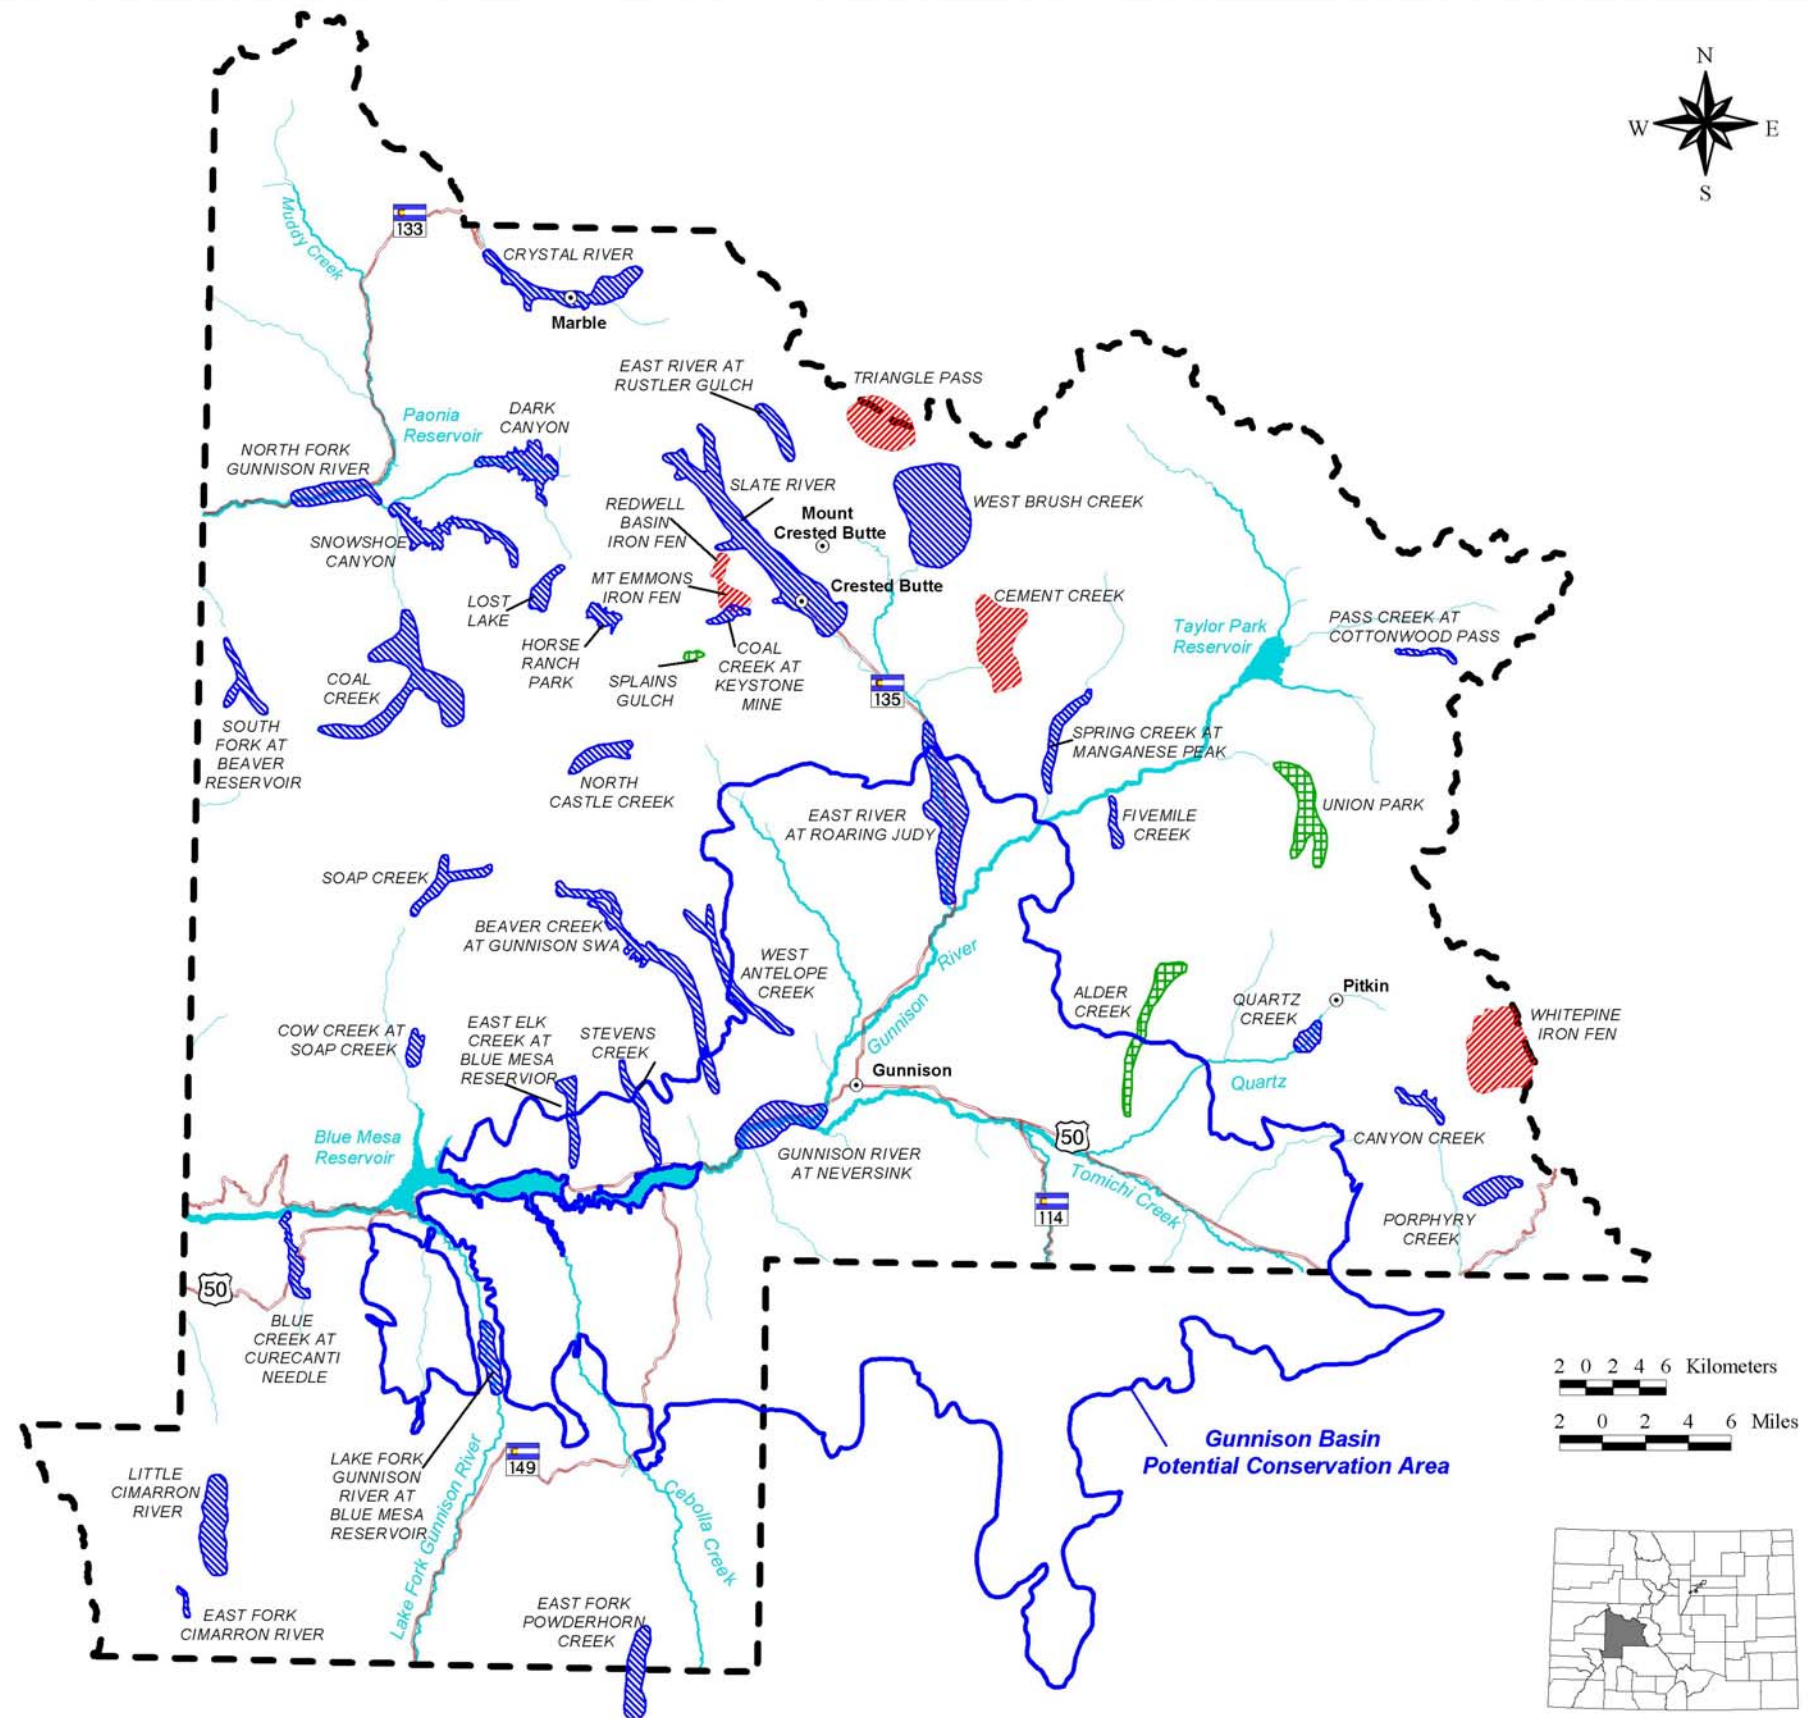 N
W
E
S
Muddy Creek
133
CRYSTAL RIVER
Marble
EAST RIVER AT
RUSTLER GULCH
TRIANGLE PASS
Paonia
Reservoir
DARK
CANYON
NORTH FORK
GUNNISON RIVER
SLATE RIVER
REDWELL
BASIN
IRON FEN
Mount
Crested Butte
WEST BRUSH CREEK
SNOWSHOE
CANYON
MT EMMONS
IRON FEN
Crested Butte
CEMENT CREEK
LOST
LAKE
HORSE
RANCH
PARK
SPLAINS
GULCH
COAL
CREEK AT
KEYSTONE
MINE
Taylor Park
Reservoir
PASS CREEK AT
COTTONWOOD PASS
COAL
CREEK
135
SOUTH
FORK AT
BEAVER
RESERVOIR
SPRING CREEK AT
MANGANESE PEAK
NORTH
CASTLE CREEK
EAST RIVER
AT ROARING JUDY
FIVEMILE
CREEK
UNION PARK
SOAP CREEK
BEAVER CREEK
AT GUNNISON SWA
WEST
ANTELOPE
CREEK
Gunnison River
ALDER
CREEK
QUARTZ
CREEK
Pitkin
WHITEPINE
IRON FEN
COW CREEK AT
SOAP CREEK
EAST ELK
CREEK AT
BLUE MESA
RESERVIOR
STEVENS
CREEK
Gunnison
Quartz
Blue Mesa
Reservoir
50
CANYON CREEK
GUNNISON RIVER
AT NEVERSINK
Tomichi Creek
114
PORPHYRY
CREEK
50
BLUE
CREEK AT
CURECANTI
NEEDLE
2 0 2 4 6 Kilometers
2 0 2 4 6 Miles
Gunnison Basin
Potential Conservation Area
LAKE FORK
GUNNISON
RIVER AT
BLUE MESA
RESERVOIR
149
Lake Fork Gunnison River
Cebolla Creek
LITTLE
CIMARRON
RIVER
EAST FORK
CIMARRON RIVER
EAST FORK
POWDERHORN
CREEK